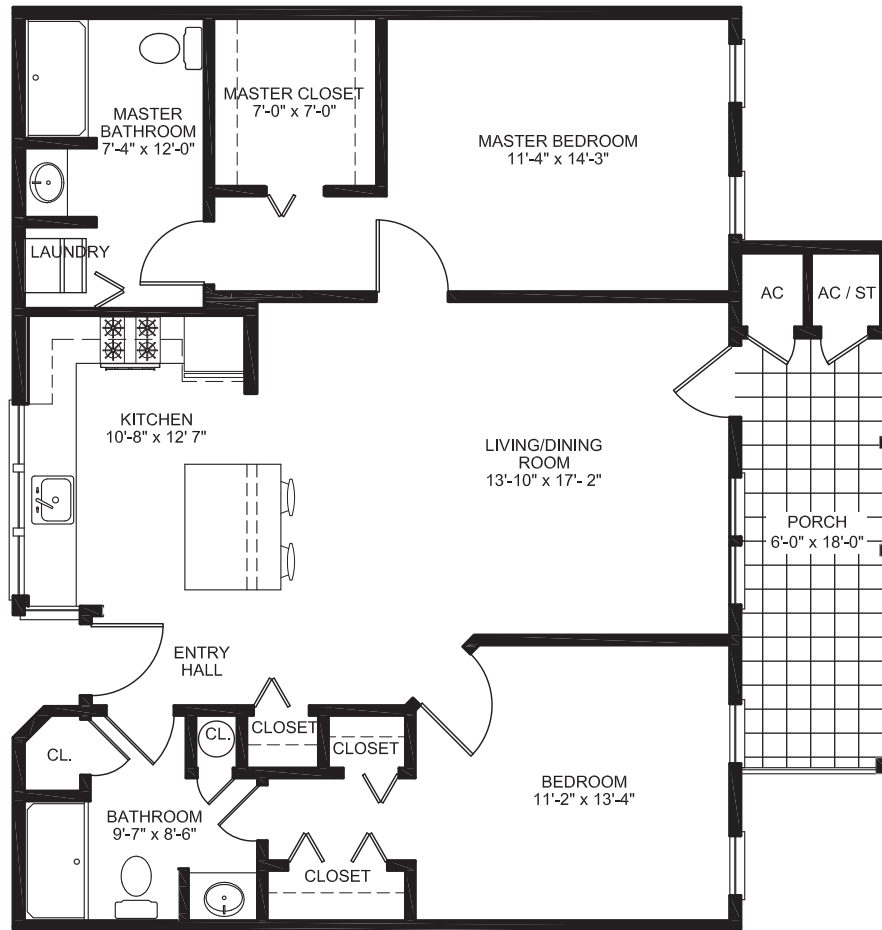 MASTER
BATHROOM
7'-4" x 12'-0"
MASTER CLOSET
7'-0" x 7'-0"
MASTER BEDROOM
11'-4" x 14'-3"
LAUNDRY
AC
AC / ST
KITCHEN
10'-8" x 12' 7"
LIVING/DINING
ROOM
13'-10" x 17'- 2"
PORCH
6'-0" x 18'-0"
ENTRY
HALL
CL.
CL.
CLOSET
CLOSET
BATHROOM
9'-7" x 8'-6"
BEDROOM
11'-2" x 13'-4"
CLOSET